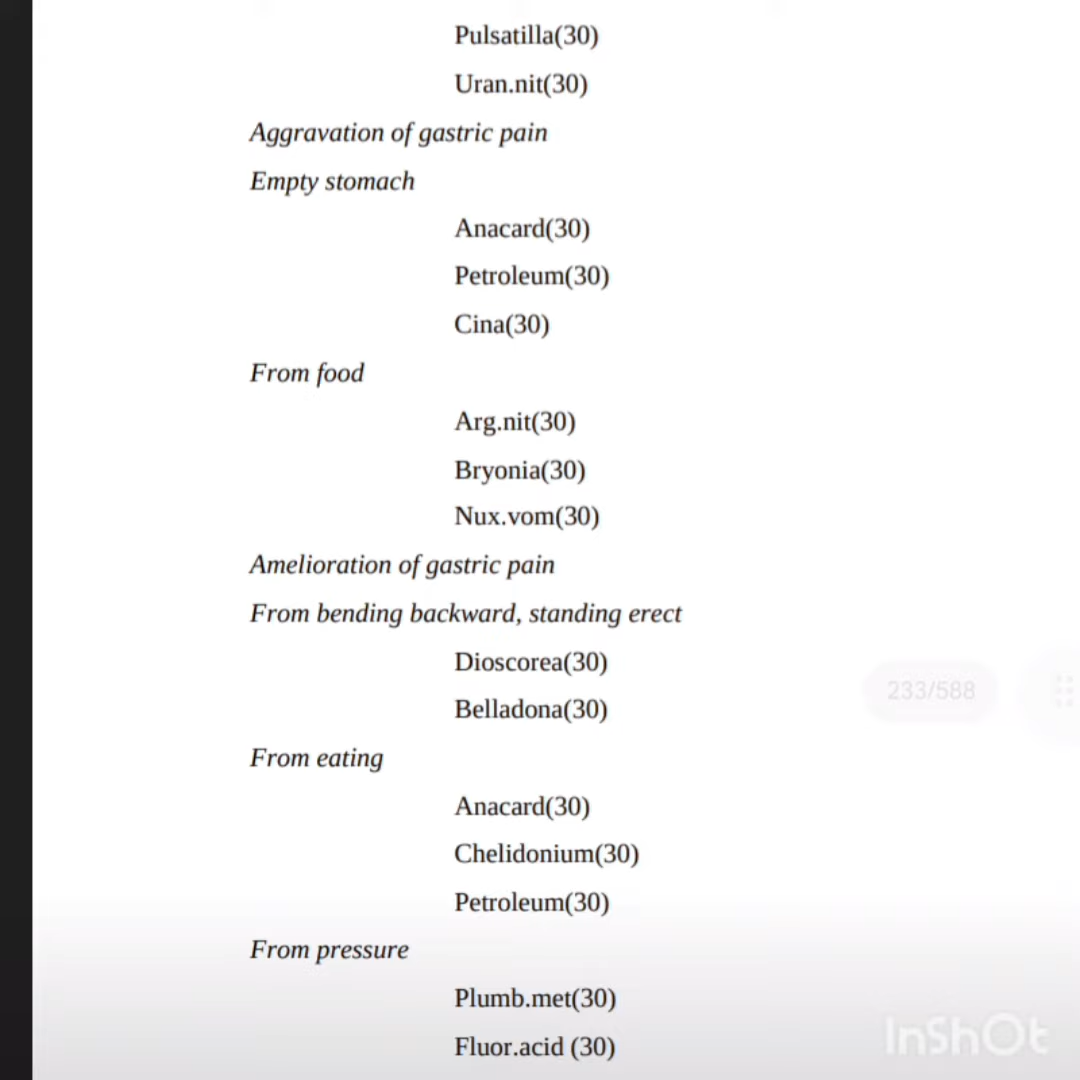 Pulsatilla(30)
Uran.nit(30)
Aggravation of gastric pain
Empty stomach
Anacard(30)
Petroleum(30)
Cina(30)
From food
Arg.nit(30)
Bryonia(30)
Nux.vom(30)
Amelioration of gastric pain
From bending backward, standing erect
Dioscorea(30)
233/588
Belladona(30)
From eating
Anacard(30)
Chelidonium(30)
Petroleum(30)
From pressure
Plumb.met(30)
Fluor.acid (30)
InShOt